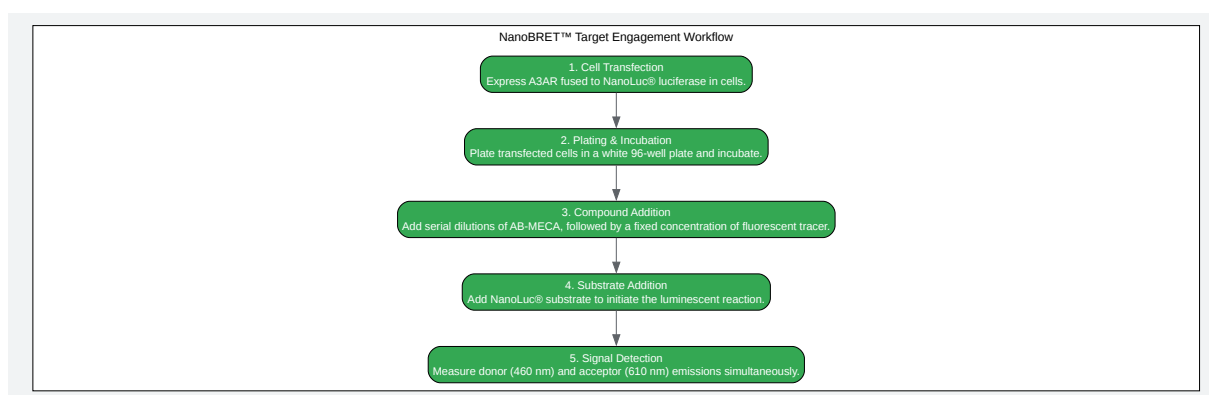 NanoBRET™ Target Engagement Workflow
1. Cell Transfection
Express A3AR fused to NanoLuc® luciferase in cells.
2. Plating & Incubation
Plate transfected cells in a white 96-well plate and incubate.
3. Compound Addition
Add serial dilutions of AB-MECA, followed by a fixed concentration of fluorescent tracer.
4. Substrate Addition
Add NanoLuc® substrate to initiate the luminescent reaction.
5. Signal Detection
Measure donor (460 nm) and acceptor (610 nm) emissions simultaneously.